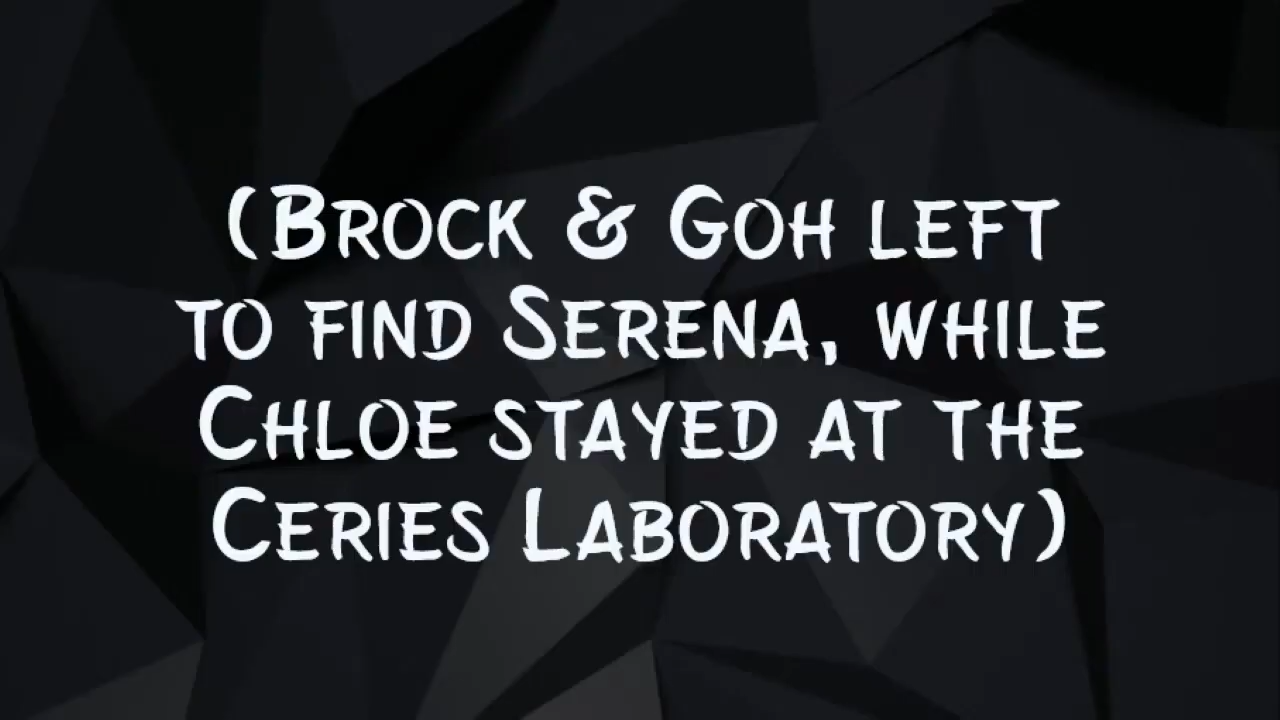 (Brock & Goh left
to find Serena, while
Chloe stayed at the
Ceries Laboratory)